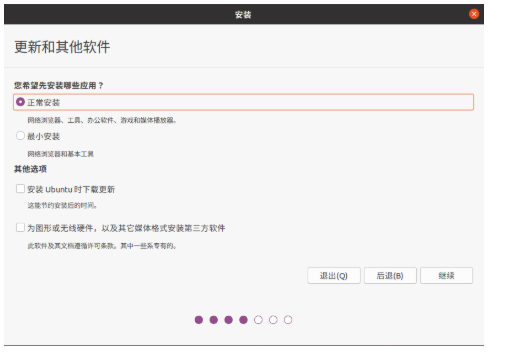 安装
更新和其他软件
您希望先安装哪些应用？
正常安装
网络浏览器、工具、办公软件、游戏和媒体播放器。
最小安装
网络浏览器和基本工具
其他选项
安装 Ubuntu 时下载更新
这能节约安装后的时间。
为图形或无线硬件，以及其它媒体格式安装第三方软件
此软件及其文档遵循许可条款。其中一些系专有的。
退出(Q) 后退(B) 继续